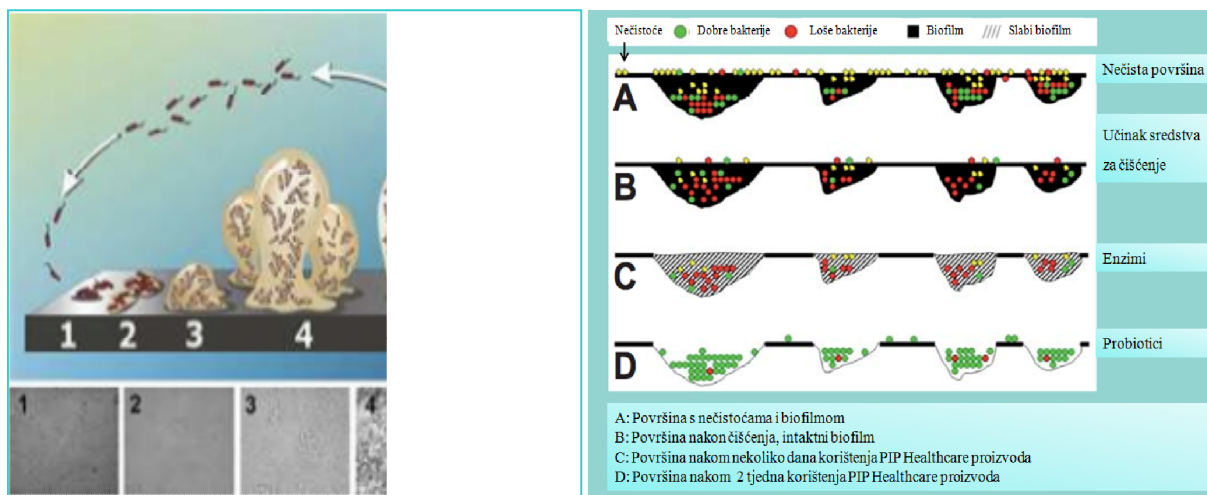 1 2 3 4
1 2 3 4
Nečistoće Dobre bakterije Loše bakterije Biofilm Slabi biofilm
A
Nečista površina
B
Učinak sredstva
za čišćenje
C
Enzimi
D
Probiotici
A: Površina s nečistoćama i biofilmom
B: Površina nakon čišćenja, intaktni biofilm
C: Površina nakom nekoliko dana korištenja PIP Healthcare proizvoda
D: Površina nakom 2 tjedna korištenja PIP Healthcare proizvoda